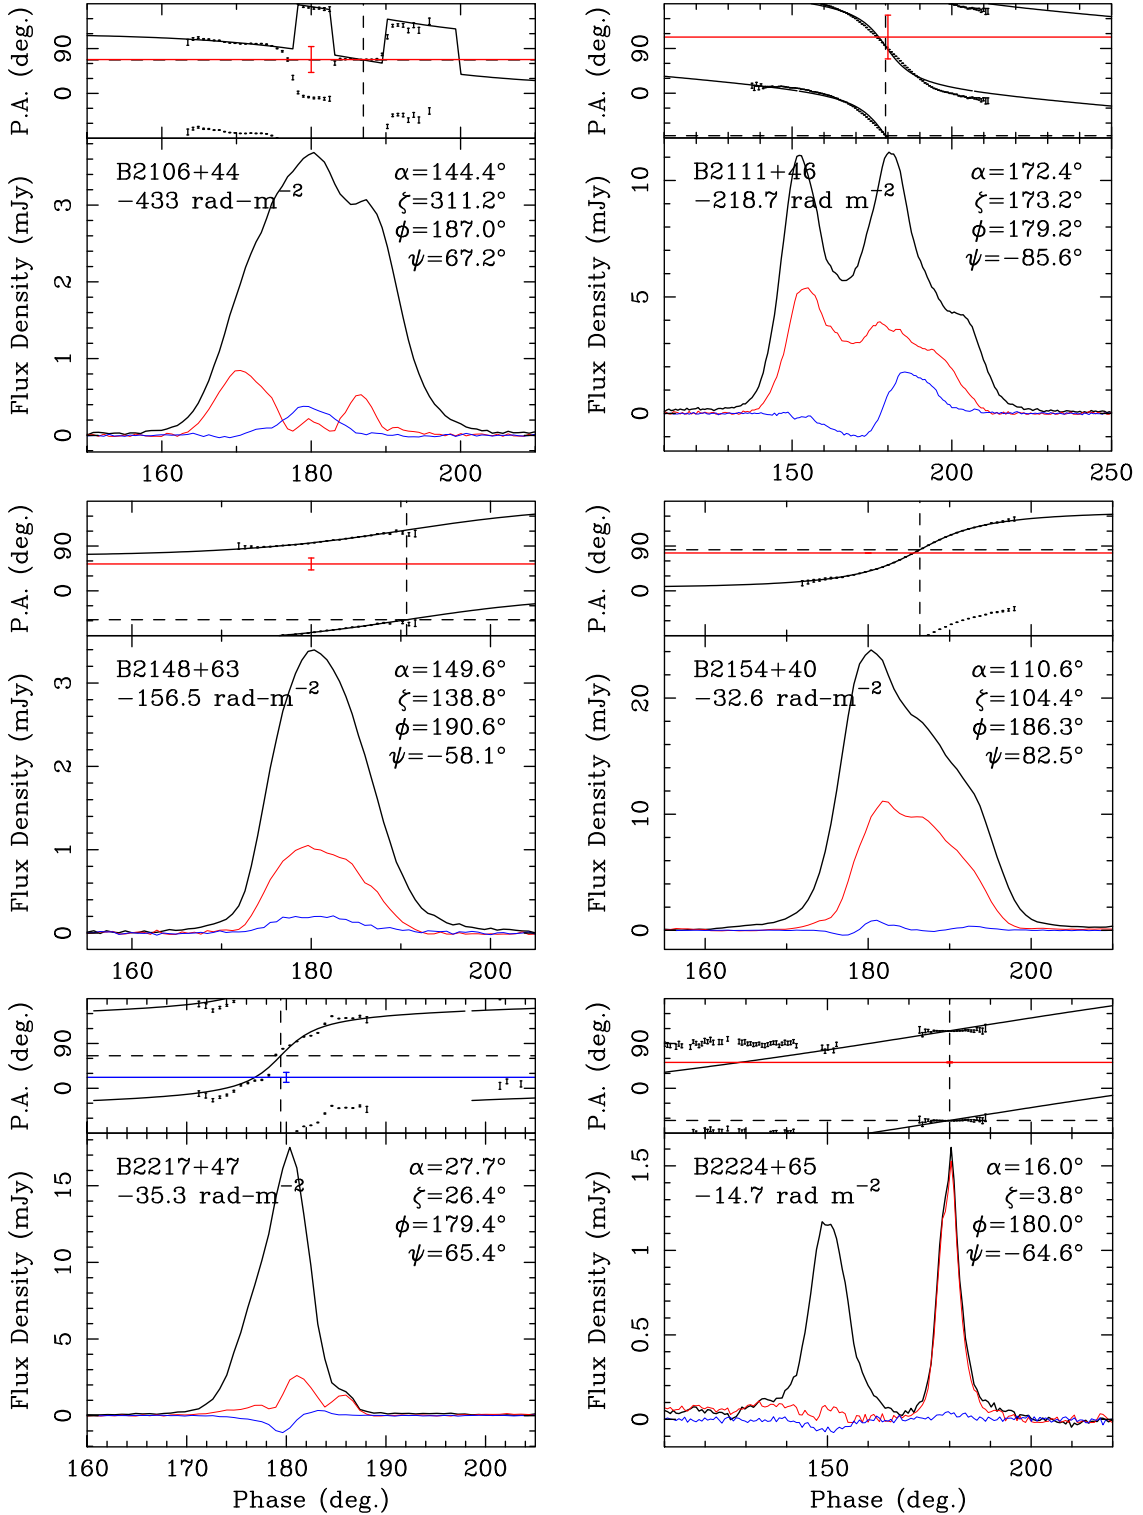 P.A. (deg.)
90
0
B2106+44
−433 rad−m−2
α=144.4°
ζ=311.2°
ϕ=187.0°
ψ=67.2°
Flux Density (mJy)
3
2
1
0
160 180 200
P.A. (deg.)
90
0
B2111+46
−218.7 rad m−2
α=172.4°
ζ=173.2°
ϕ=179.2°
ψ=−85.6°
Flux Density (mJy)
10
5
0
150 200 250
P.A. (deg.)
90
0
B2148+63
−156.5 rad−m−2
α=149.6°
ζ=138.8°
ϕ=190.6°
ψ=−58.1°
Flux Density (mJy)
3
2
1
0
160 180 200
P.A. (deg.)
90
0
B2154+40
−32.6 rad−m−2
α=110.6°
ζ=104.4°
ϕ=186.3°
ψ=82.5°
Flux Density (mJy)
20
10
0
160 180 200
P.A. (deg.)
90
0
B2217+47
−35.3 rad−m−2
α=27.7°
ζ=26.4°
ϕ=179.4°
ψ=65.4°
Flux Density (mJy)
15
10
5
0
160 170 180 190 200
Phase (deg.)
P.A. (deg.)
90
0
B2224+65
−14.7 rad m−2
α=16.0°
ζ=3.8°
ϕ=180.0°
ψ=−64.6°
Flux Density (mJy)
1.5
1
0.5
0
150 200
Phase (deg.)